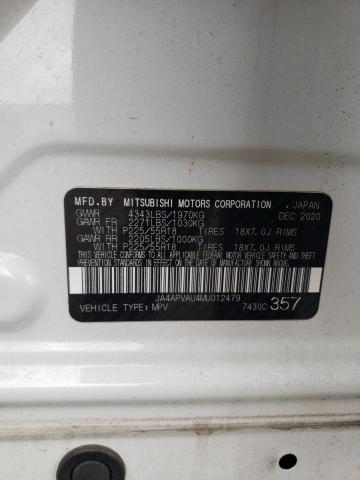 MFD.BY MITSUBISHI MOTORS CORPORATION . JAPAN
GVWR 4343LBS/1970KG DEC 2020
GAWR FR 2271LBS/1030KG
WITH P225/55R18 TIRES 18X7.0J RIMS
GAWR RR 2205LBS/1000KG
WITH P225/55R18 TIRES 18X7.0J RIMS
THIS VEHICLE CONFORMS TO ALL APPLICABLE FEDERAL
MOTOR VEHICLE SAFETY AND THEFT PREVENTION
STANDARDS IN EFFECT ON THE DATE OF MANUFACTURE
SHOWN ABOVE.
JA4APVAU4MU012479
VEHICLE TYPE: MPV 7430C 357